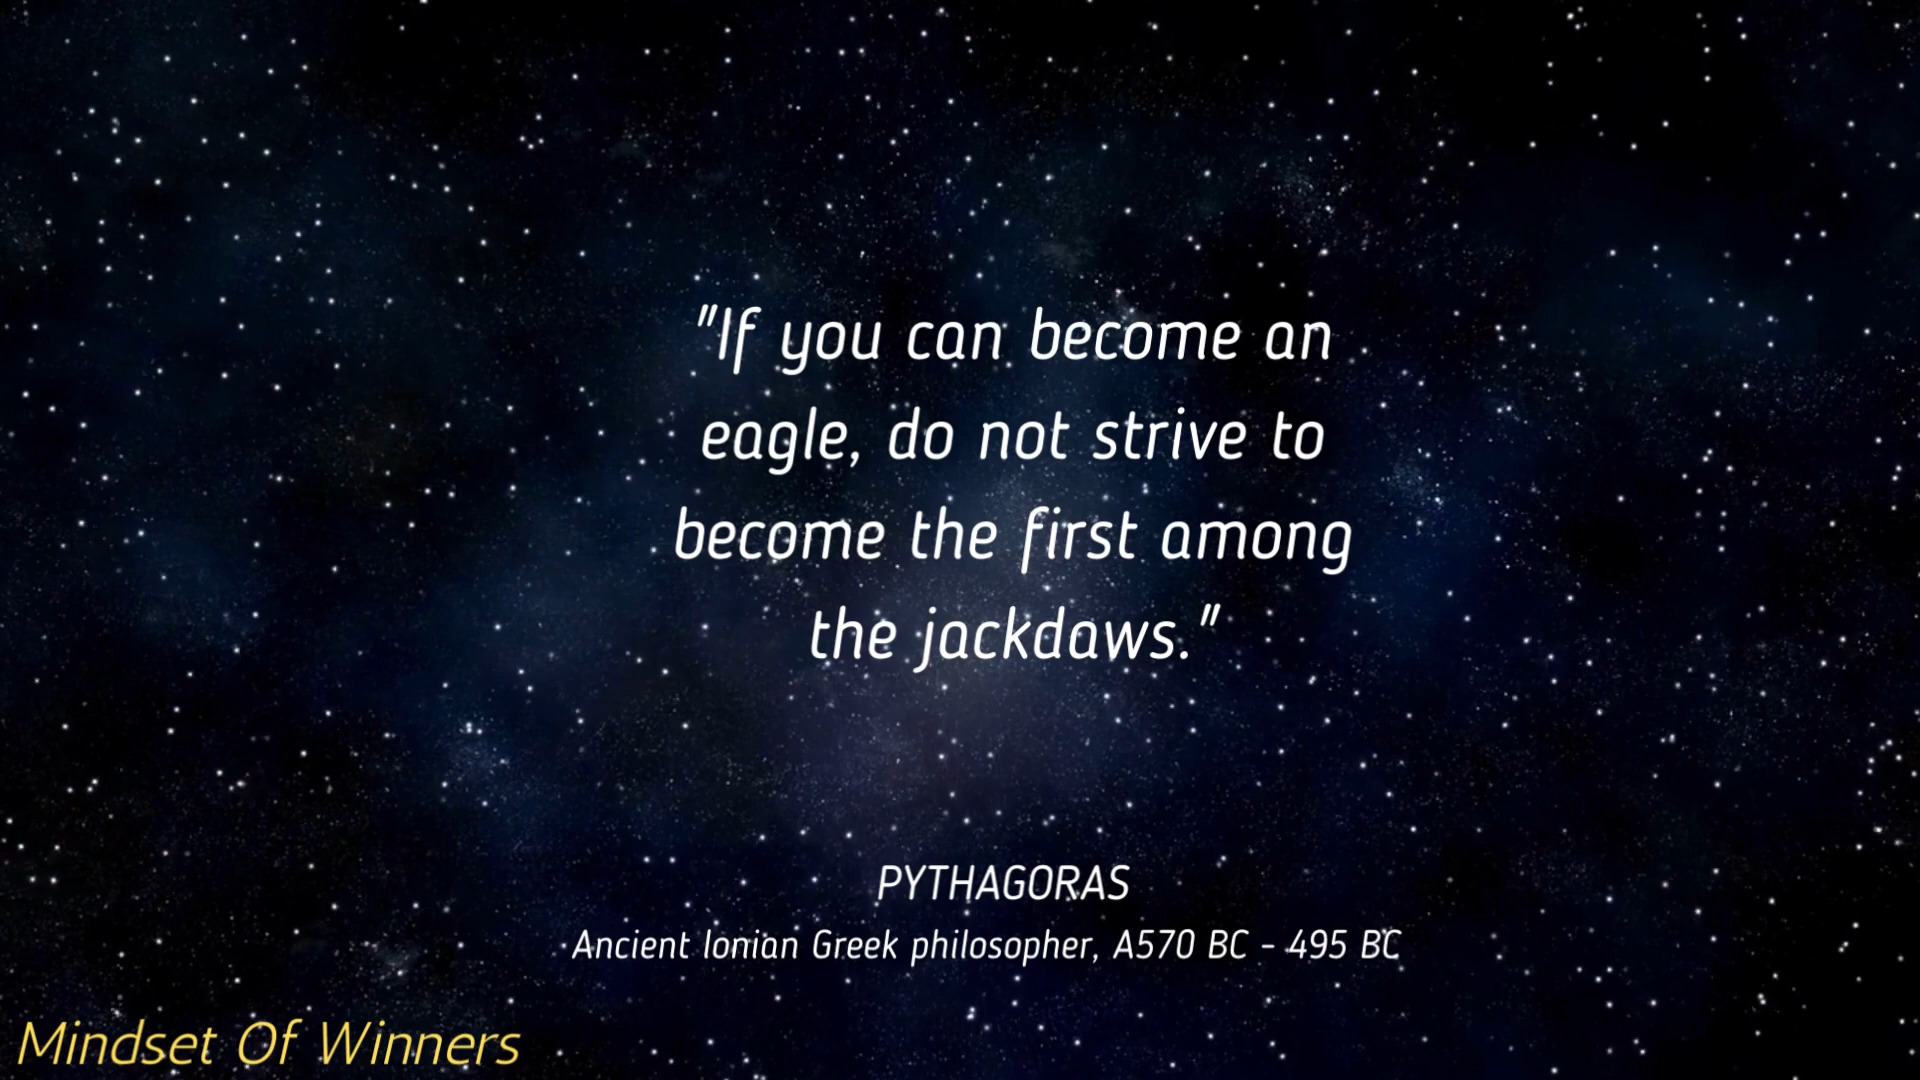 "If you can become an
eagle, do not strive to
become the first among
the jackdaws."
PYTHAGORAS
Ancient lonian Greek philosopher, A570 BC - 495 BC
Mindset Of Winners